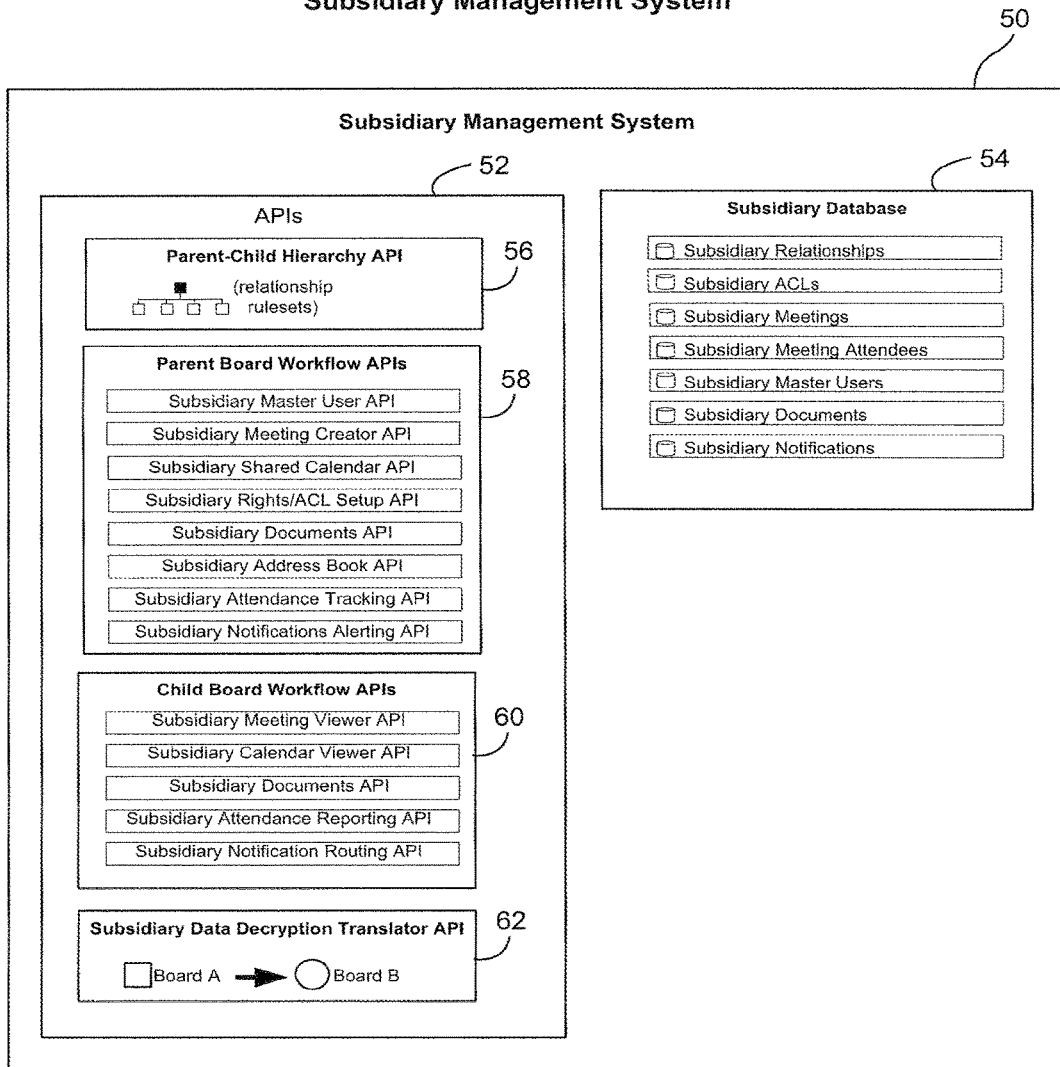 Subsidiary Management System
50
Subsidiary Management System
52
APIs
Parent-Child Hierarchy API
(relationship
rulesets)
56
Parent Board Workflow APIs
58
Subsidiary Master User API
Subsidiary Meeting Creator API
Subsidiary Shared Calendar API
Subsidiary Rights/ACL Setup API
Subsidiary Documents API
Subsidiary Address Book API
Subsidiary Attendance Tracking API
Subsidiary Notifications Alerting API
Child Board Workflow APIs
60
Subsidiary Meeting Viewer API
Subsidiary Calendar Viewer API
Subsidiary Documents API
Subsidiary Attendance Reporting API
Subsidiary Notification Routing API
Subsidiary Data Decryption Translator API
62
Board A
Board B
54
Subsidiary Database
Subsidiary Relationships
Subsidiary ACLs
Subsidiary Meetings
Subsidiary Meeting Attendees
Subsidiary Master Users
Subsidiary Documents
Subsidiary Notifications